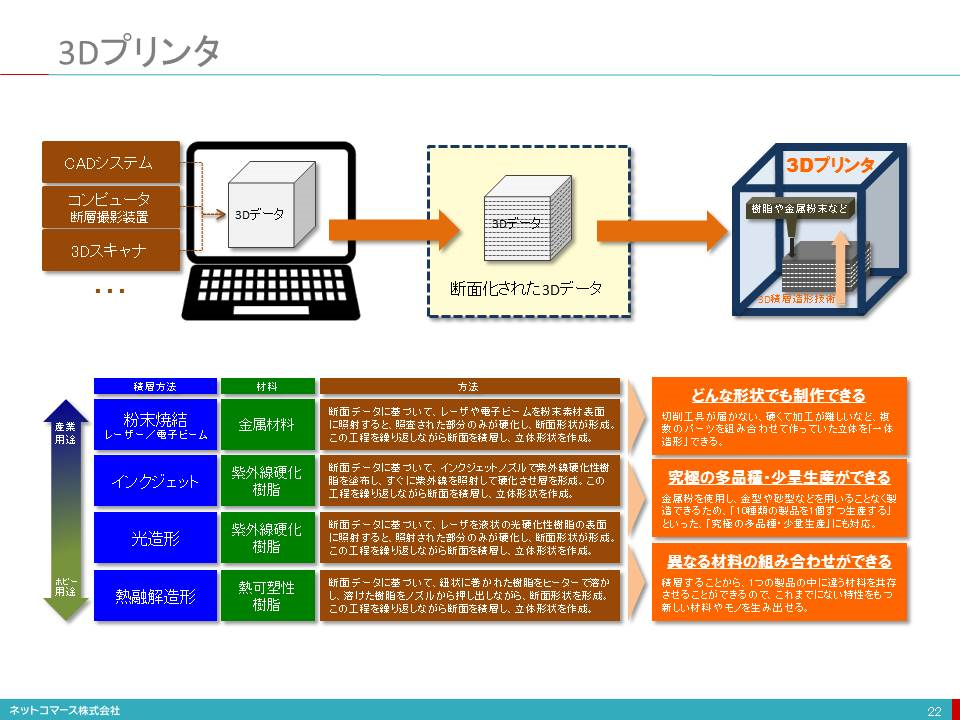 3Dプリンタ
CADシステム
コンピュータ
断層撮影装置
3Dスキャナ
・・・
3Dデータ
3Dデータ
断面化された3Dデータ
3Dプリンタ
樹脂や金属粉末など
3D積層造形技術
産業
用途
ホビー
用途
積層方法
材料
方法
粉末焼結
レーザー／電子ビーム
金属材料
断面データに基づいて、レーザや電子ビームを粉末素材表面
に照射すると、照査された部分のみが硬化し、断面形状が形成。
この工程を繰り返しながら断面を積層し、立体形状を作成。
インクジェット
紫外線硬化
樹脂
断面データに基づいて、インクジェットノズルで紫外線硬化性樹
脂を塗布し、すぐに紫外線を照射して硬化させ層を形成。この
工程を繰り返しながら断面を積層し、立体形状を作成。
光造形
紫外線硬化
樹脂
断面データに基づいて、レーザを液状の光硬化性樹脂の表面
に照射すると、照射された部分のみが硬化し、断面形状が形成。
この工程を繰り返しながら断面を積層し、立体形状を作成。
熱融解造形
熱可塑性
樹脂
断面データに基づいて、紐状に巻かれた樹脂をヒーターで溶か
し、溶けた樹脂をノズルから押し出しながら、断面形状を形成。
この工程を繰り返しながら断面を積層し、立体形状を作成。
どんな形状でも制作できる
切削工具が届かない、硬くて加工が難しいなど、複
数のパーツを組み合わせて作っていた立体を「一体
造形」できる。
究極の多品種・少量生産ができる
金属粉を使用し、金型や砂型などを用いることなく製
造できるため、「10種類の製品を1個ずつ生産する」
といった、「究極の多品種・少量生産」にも対応。
異なる材料の組み合わせができる
積層することから、1つの製品の中に違う材料を共存
させることができるので、これまでにない特性をもつ
新しい材料やモノを生み出せる。
ネットコマース株式会社
22